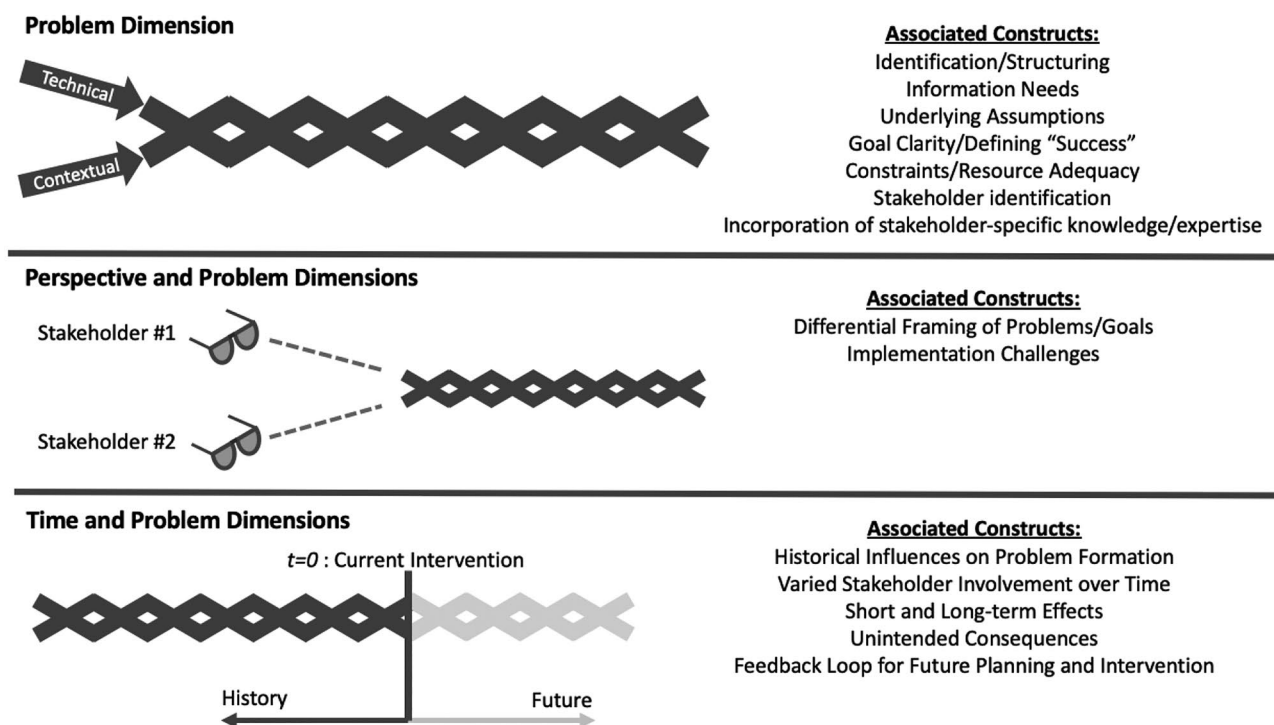 Problem Dimension
Technical
Contextual
Associated Constructs:
Identification/Structuring
Information Needs
Underlying Assumptions
Goal Clarity/Defining “Success”
Constraints/Resource Adequacy
Stakeholder identification
Incorporation of stakeholder-specific knowledge/expertise
Perspective and Problem Dimensions
Stakeholder #1
Stakeholder #2
Associated Constructs:
Differential Framing of Problems/Goals
Implementation Challenges
Time and Problem Dimensions
t=0 : Current Intervention
History
Future
Associated Constructs:
Historical Influences on Problem Formation
Varied Stakeholder Involvement over Time
Short and Long-term Effects
Unintended Consequences
Feedback Loop for Future Planning and Intervention